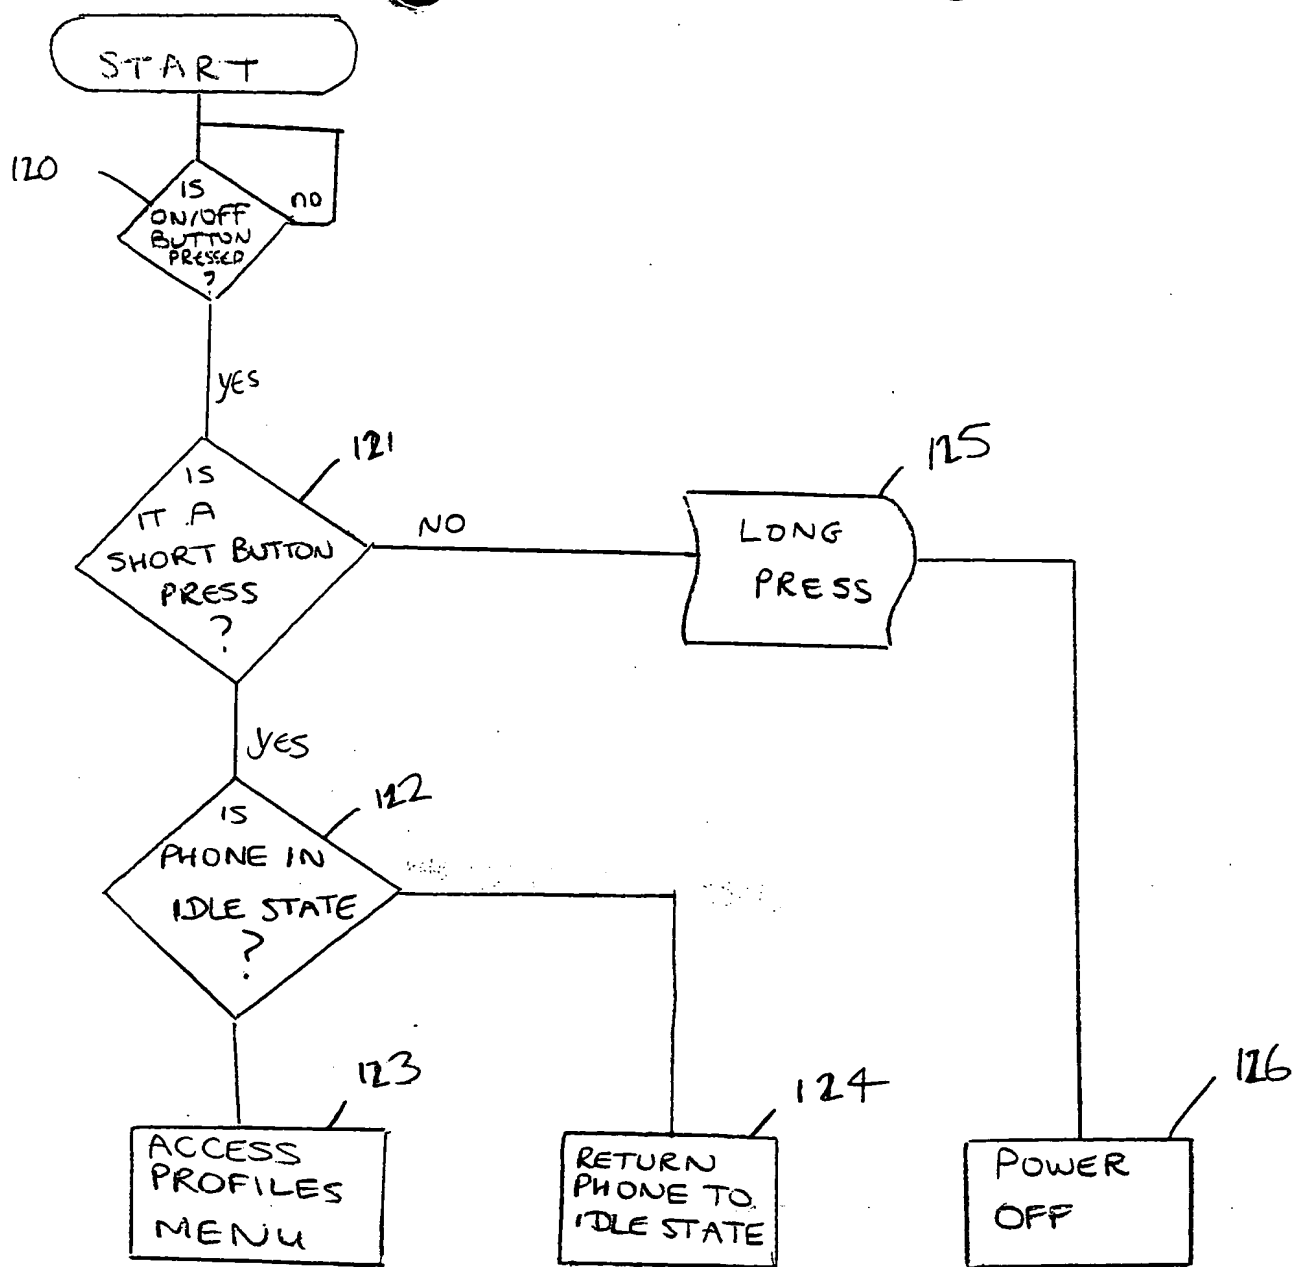 START
120
IS
ON/OFF
BUTTON
PRESSED
?
no
yes
121
IS
IT A
SHORT BUTTON
PRESS
?
NO
125
LONG
PRESS
yes
122
IS
PHONE IN
IDLE STATE
?
123
ACCESS
PROFILES
MENU
124
RETURN
PHONE TO
IDLE STATE
126
POWER
OFF